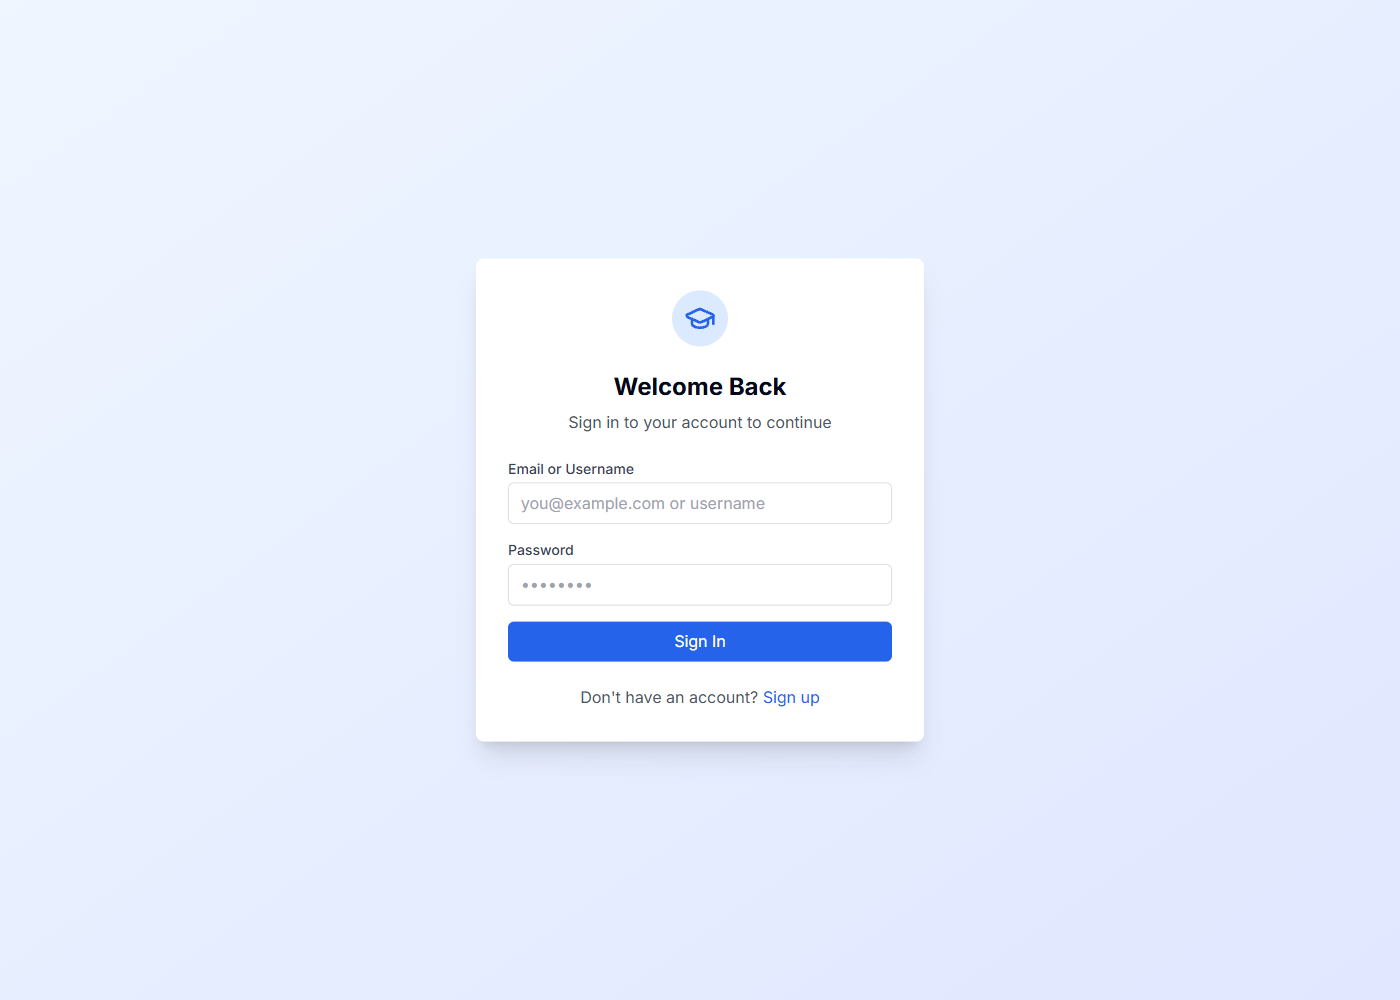 Welcome Back
Sign in to your account to continue
Email or Username
you@example.com or username
Password
••••••••
Sign In
Don't have an account? Sign up